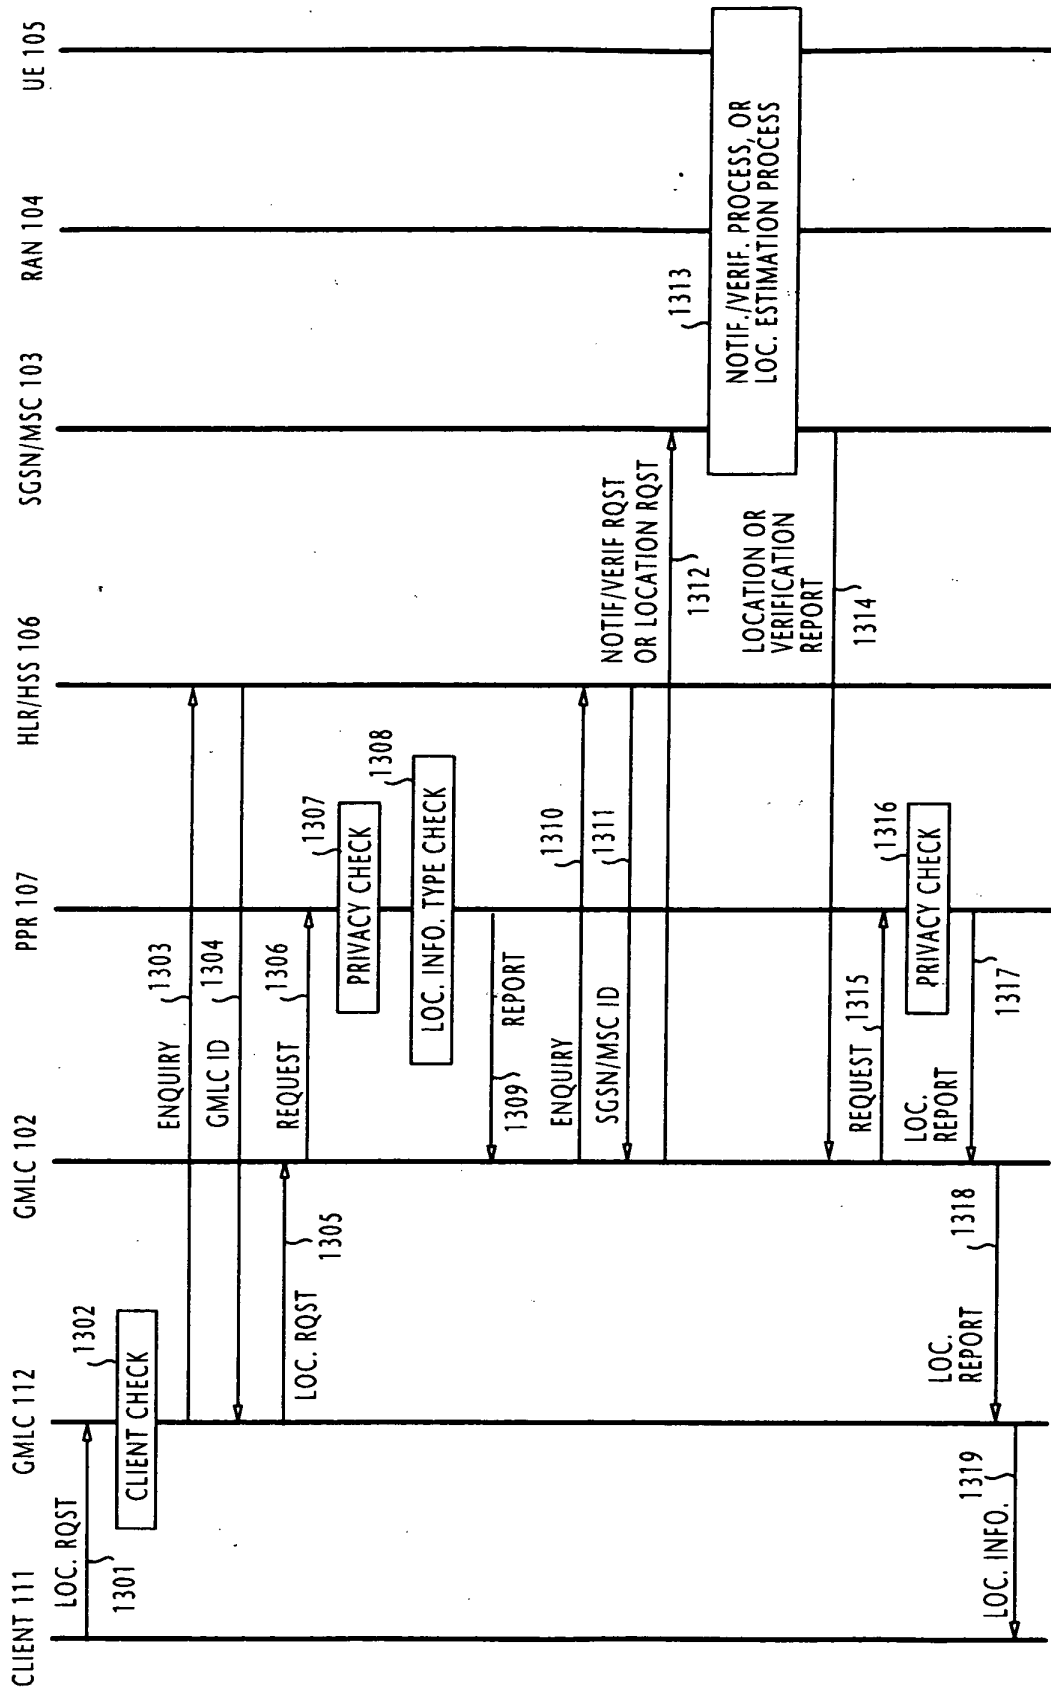 CLIENT 111
GMLC 112
GMLC 102
PPR 107
HLR/HSS 106
SGSN/MSC 103
RAN 104
UE 105
LOC. RQST
1301
CLIENT CHECK
1302
ENQUIRY
1303
GMLC ID
1304
LOC. RQST
1305
REQUEST
1306
PRIVACY CHECK
1307
LOC. INFO. TYPE CHECK
1308
REPORT
1309
ENQUIRY
1310
SGSN/MSC ID
1311
NOTIF/VERIF RQST
OR LOCATION RQST
1312
NOTIF./VERIF. PROCESS, OR
LOC. ESTIMATION PROCESS
1313
LOCATION OR
VERIFICATION
REPORT
1314
REQUEST
1315
PRIVACY CHECK
1316
LOC.
REPORT
1317
LOC.
REPORT
1318
LOC. INFO.
1319